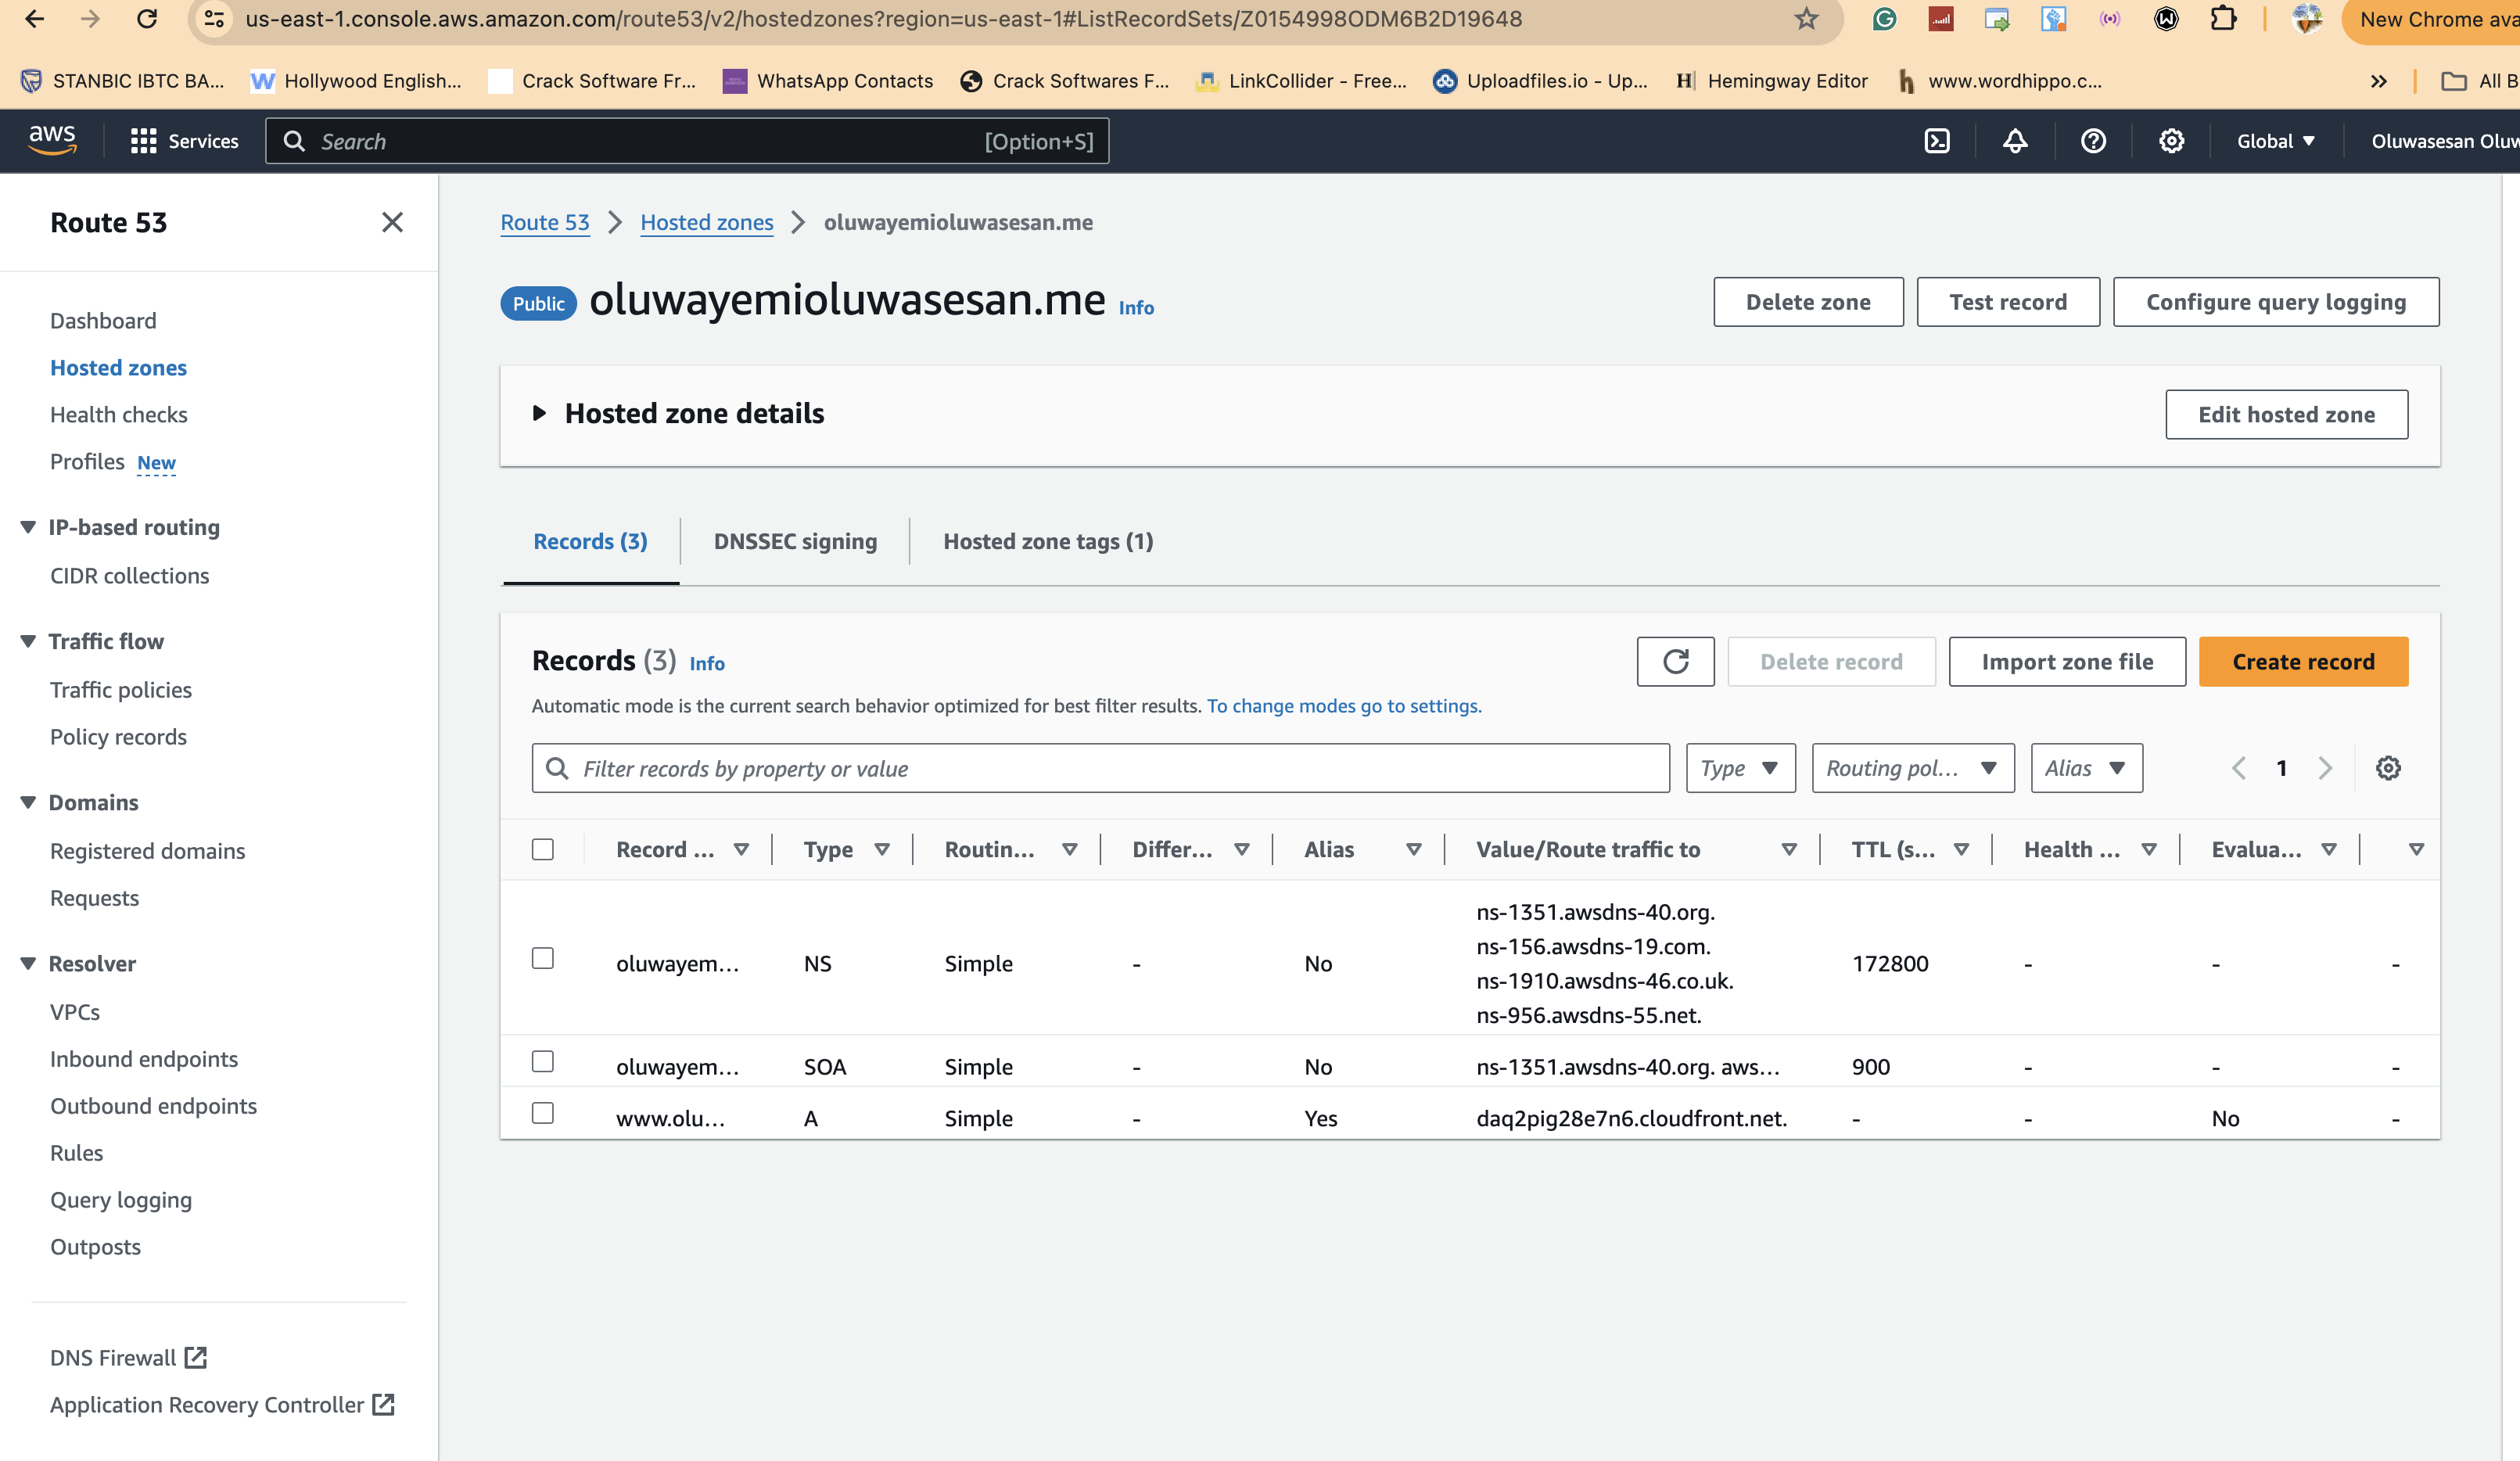 us-east-1.console.aws.amazon.com/route53/v2/hostedzones?region=us-east-1#ListRecordSets/Z0154998ODM6B2D19648
New Chrome ava
STANBIC IBTC BA...
Hollywood English...
Crack Software Fr...
WhatsApp Contacts
Crack Softwares F...
LinkCollider - Free...
Uploadfiles.io - Up...
Hemingway Editor
www.wordhippo.c...
All B
aws
Services
Search
[Option+S]
Global
Oluwasesan Oluw
Route 53
Dashboard
Hosted zones
Health checks
Profiles New
IP-based routing
CIDR collections
Traffic flow
Traffic policies
Policy records
Domains
Registered domains
Requests
Resolver
VPCs
Inbound endpoints
Outbound endpoints
Rules
Query logging
Outposts
DNS Firewall
Application Recovery Controller
Route 53 > Hosted zones > oluwayemioluwasesan.me
Public oluwayemioluwasesan.me Info
Delete zone
Test record
Configure query logging
Hosted zone details
Edit hosted zone
Records (3)
DNSSEC signing
Hosted zone tags (1)
Records (3) Info
Delete record
Import zone file
Create record
Automatic mode is the current search behavior optimized for best filter results. To change modes go to settings.
Filter records by property or value
Type
Routing pol...
Alias
1
Record ... Type Routin... Differ... Alias Value/Route traffic to TTL (s... Health ... Evalua...
ns-1351.awsdns-40.org.
ns-156.awsdns-19.com.
oluwayem... NS Simple - No 172800 - - -
ns-1910.awsdns-46.co.uk.
ns-956.awsdns-55.net.
oluwayem... SOA Simple - No ns-1351.awsdns-40.org. aws... 900 - - -
www.olu... A Simple - Yes daq2pig28e7n6.cloudfront.net. - - No -